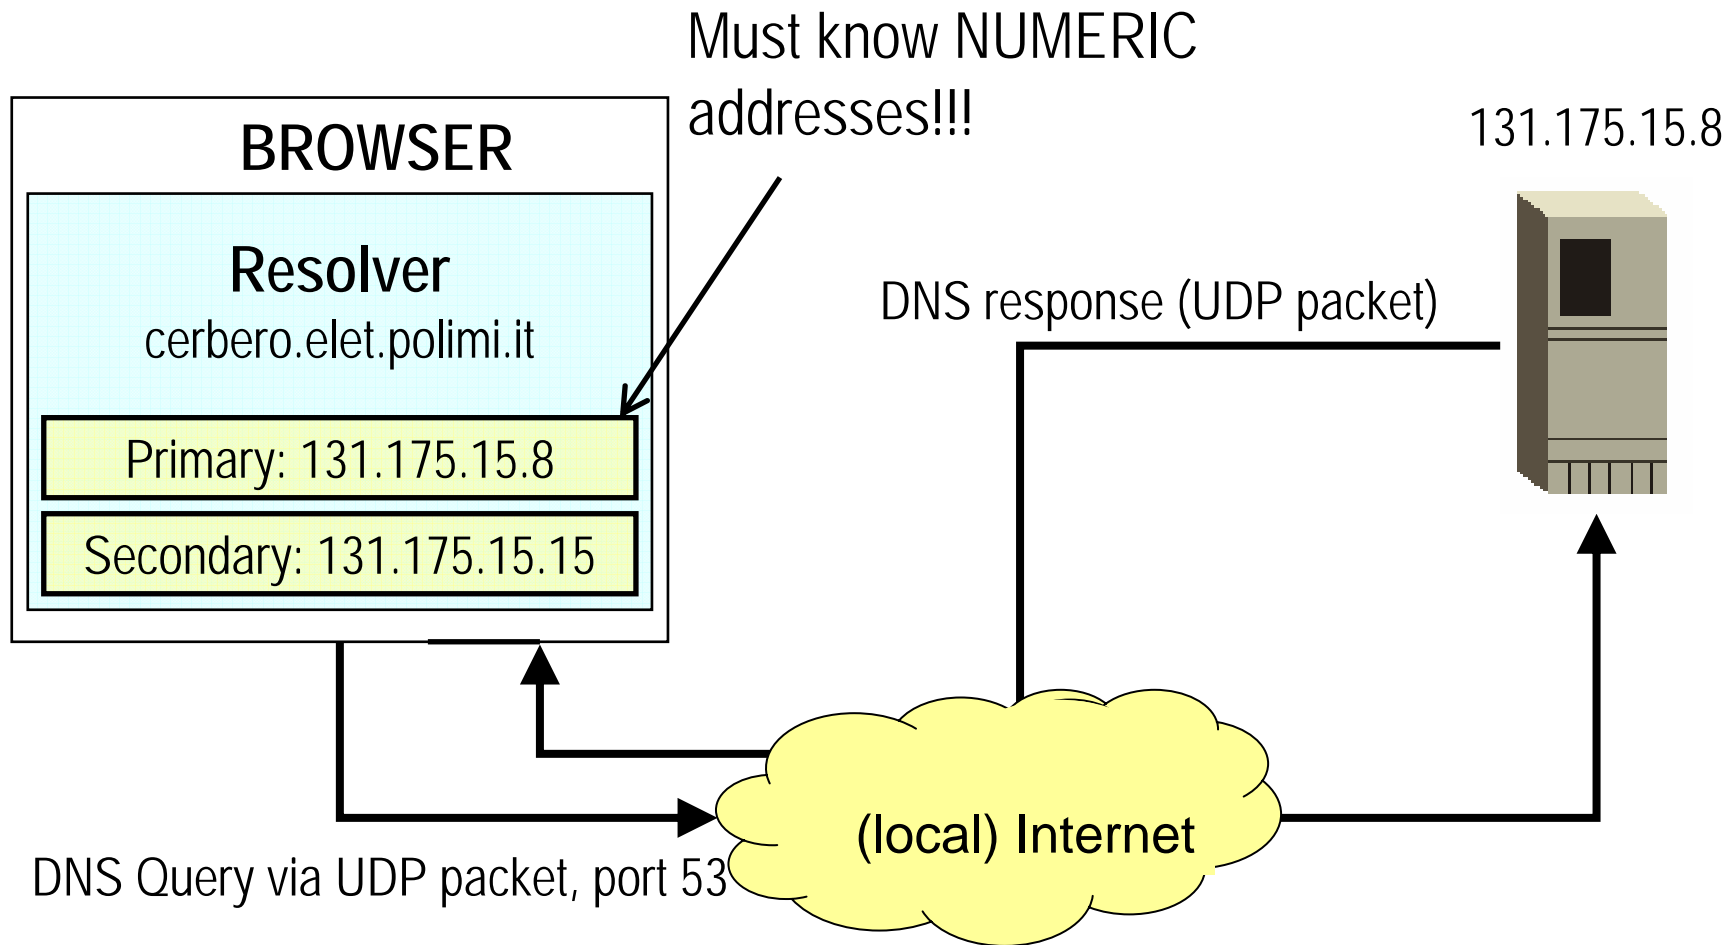 Must know NUMERIC
addresses!!!
BROWSER
131.175.15.8
Resolver
cerbero.elet.polimi.it
DNS response (UDP packet)
Primary: 131.175.15.8
Secondary: 131.175.15.15
(local) Internet
DNS Query via UDP packet, port 53